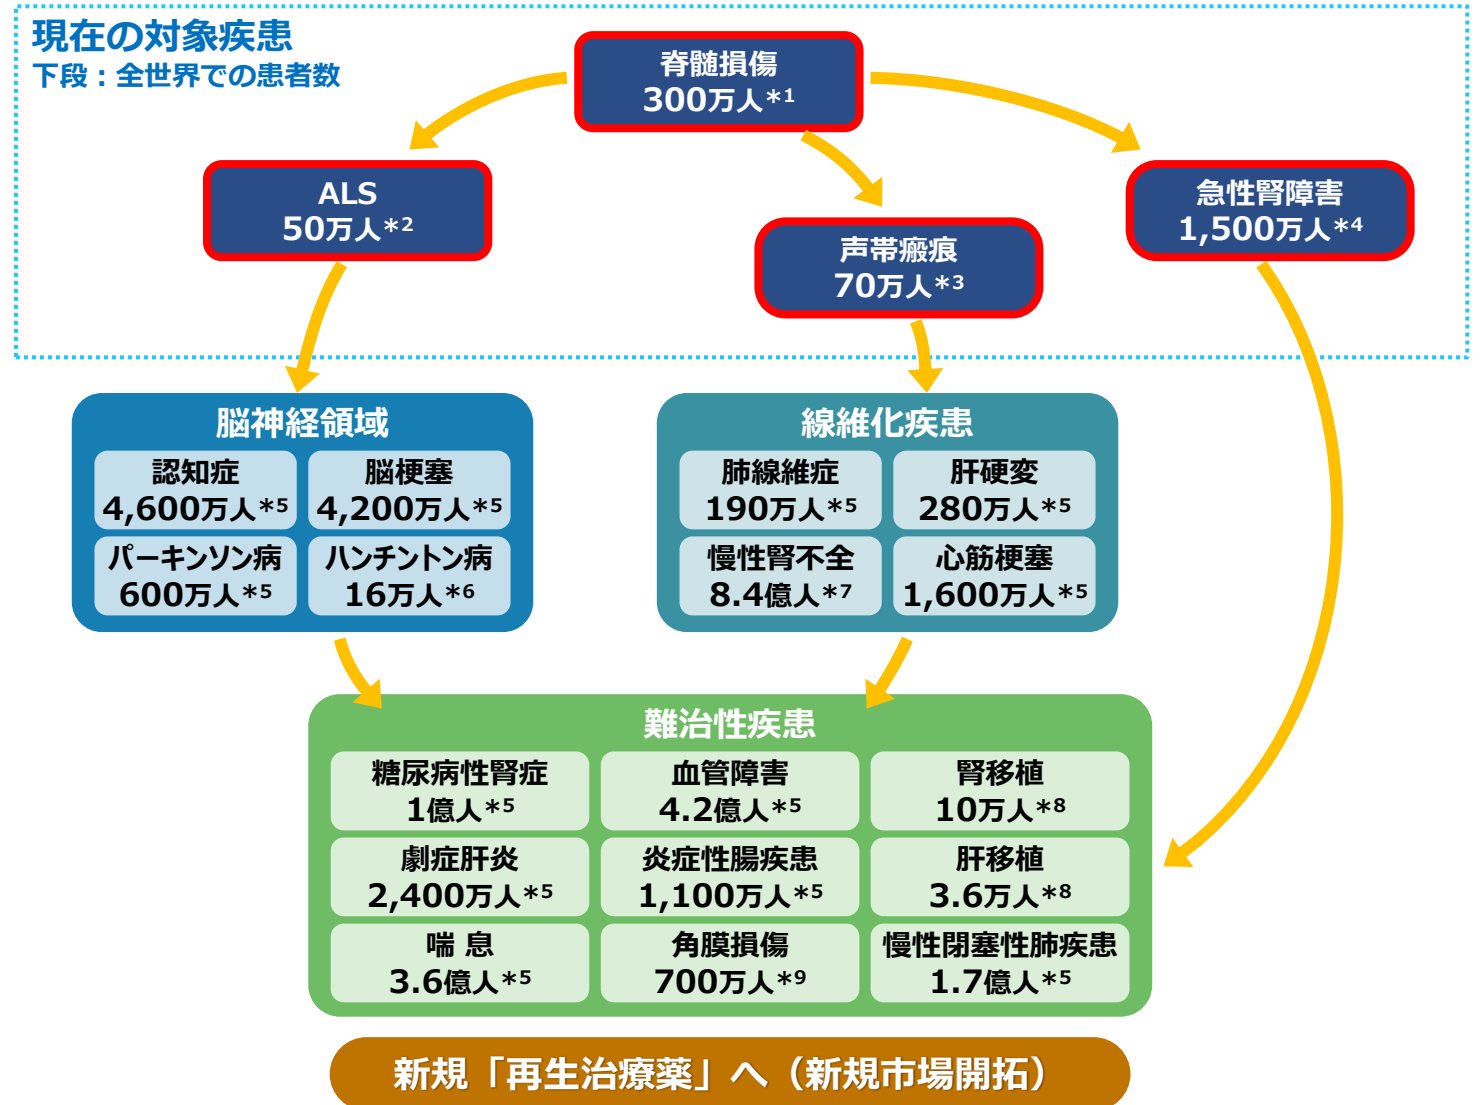 現在の対象疾患
下段：全世界での患者数
脊髄損傷
300万人*1
ALS
50万人*2
声帯瘢痕
70万人*3
急性腎障害
1,500万人*4
脳神経領域
認知症
4,600万人*5
脳梗塞
4,200万人*5
パーキンソン病
600万人*5
ハンチントン病
16万人*6
線維化疾患
肺線維症
190万人*5
肝硬変
280万人*5
慢性腎不全
8.4億人*7
心筋梗塞
1,600万人*5
難治性疾患
糖尿病性腎症
1億人*5
血管障害
4.2億人*5
腎移植
10万人*8
劇症肝炎
2,400万人*5
炎症性腸疾患
1,100万人*5
肝移植
3.6万人*8
喘 息
3.6億人*5
角膜損傷
700万人*9
慢性閉塞性肺疾患
1.7億人*5
新規「再生治療薬」へ（新規市場開拓）